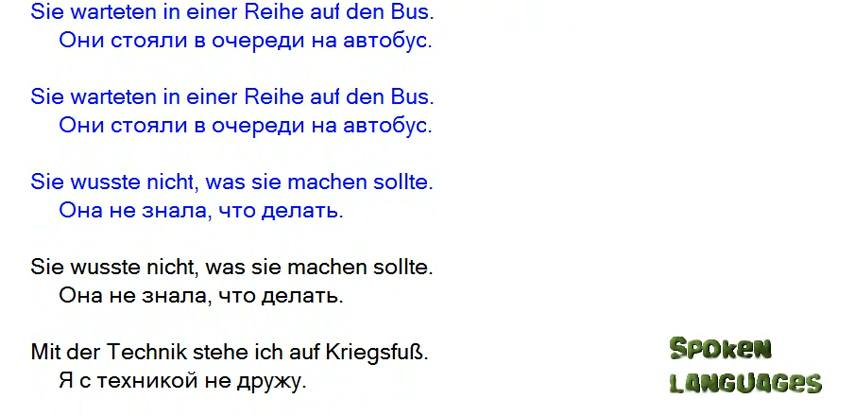 Sie warteten in einer Reihe auf den Bus.
Они стояли в очереди на автобус.
Sie warteten in einer Reihe auf den Bus.
Они стояли в очереди на автобус.
Sie wusste nicht, was sie machen sollte.
Она не знала, что делать.
Sie wusste nicht, was sie machen sollte.
Она не знала, что делать.
Mit der Technik stehe ich auf Kriegsfuß.
Я с техникой не дружу.
Spoken
Languages